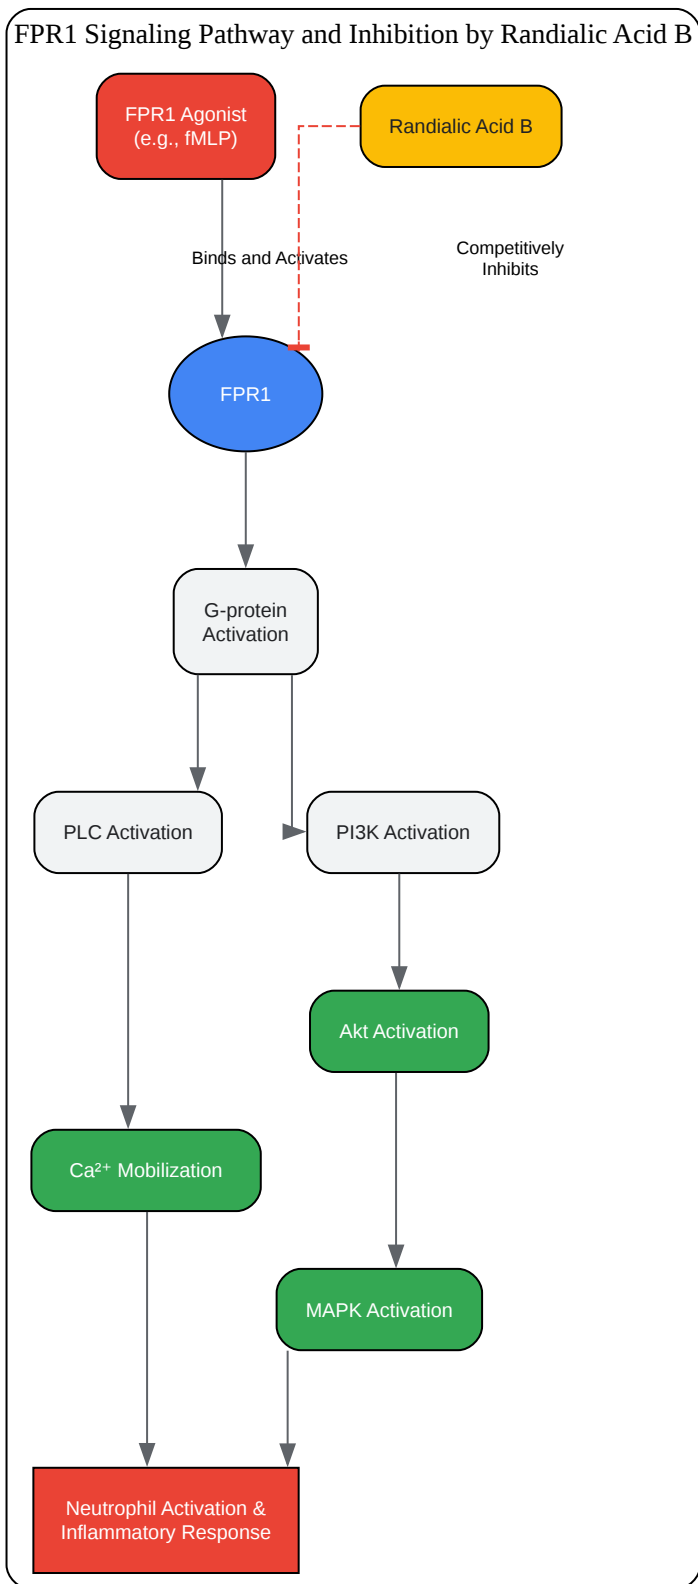 FPR1 Signaling Pathway and Inhibition by Randialic Acid B
FPR1 Agonist
(e.g., fMLP)
Randialic Acid B
Binds and Activates
Competitively
Inhibits
FPR1
G-protein
Activation
PLC Activation
PI3K Activation
Akt Activation
Ca²⁺ Mobilization
MAPK Activation
Neutrophil Activation &
Inflammatory Response